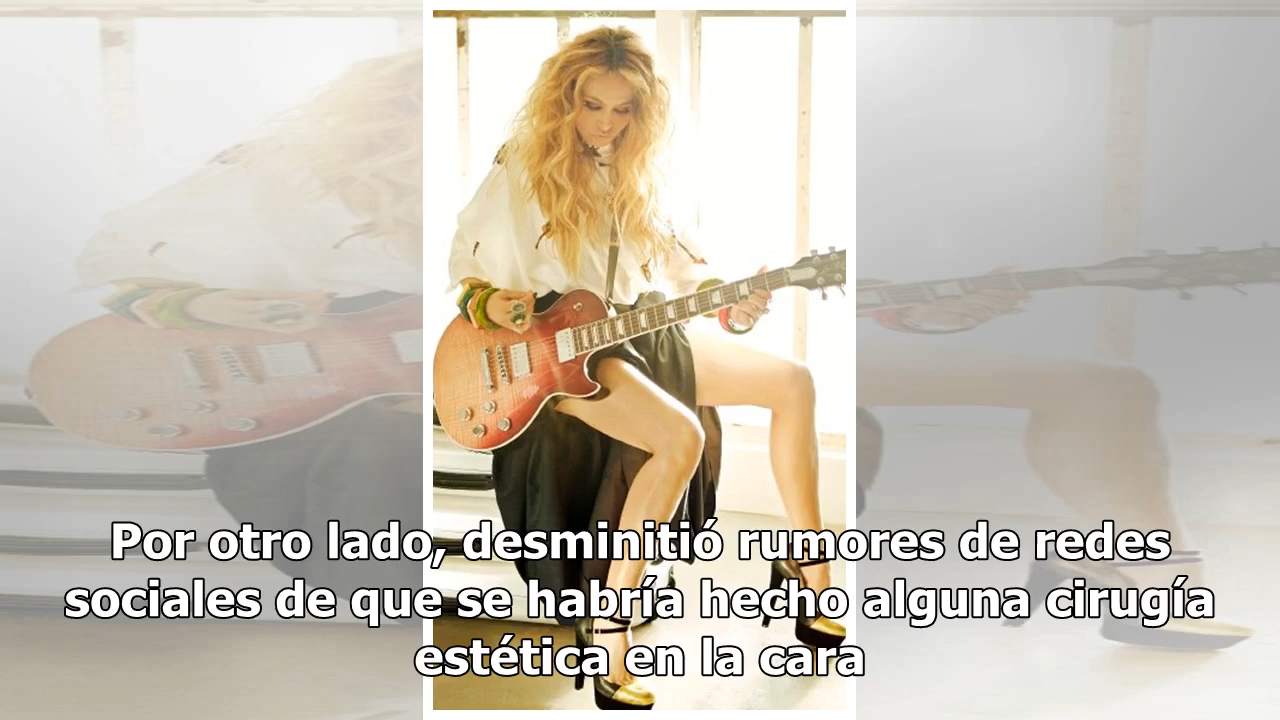 Por otro lado, desminitió rumores de redes
sociales de que se habría hecho alguna cirugía
estética en la cara